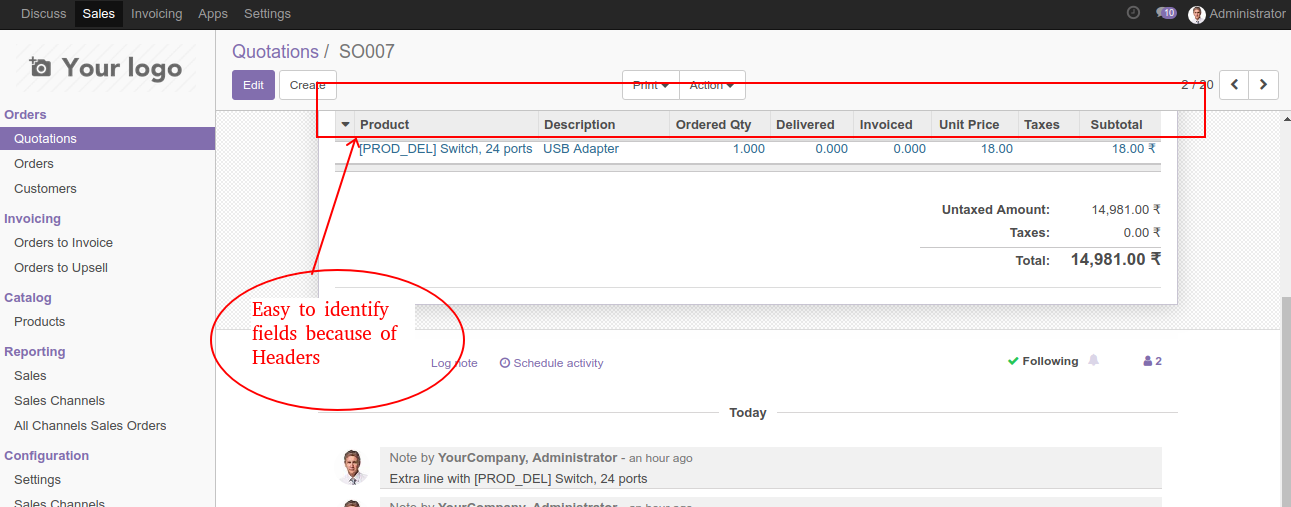 Discuss Sales Invoicing Apps Settings 10 Administrator
Your logo
Quotations / SO007
Edit Create Print Action 2 / 20
Orders
Quotations
Orders
Customers
Invoicing
Orders to Invoice
Orders to Upsell
Catalog
Products
Reporting
Sales
Sales Channels
All Channels Sales Orders
Configuration
Settings
Sales Channels
Product Description Ordered Qty Delivered Invoiced Unit Price Taxes Subtotal
[PROD_DEL] Switch, 24 ports USB Adapter 1.000 0.000 0.000 18.00 18.00 ₹
Untaxed Amount: 14,981.00 ₹
Taxes: 0.00 ₹
Total: 14,981.00 ₹
Easy to identify
fields because of
Headers
Log note Schedule activity Following 2
Today
Note by YourCompany, Administrator - an hour ago
Extra line with [PROD_DEL] Switch, 24 ports
Note by YourCompany, Administrator - an hour ago